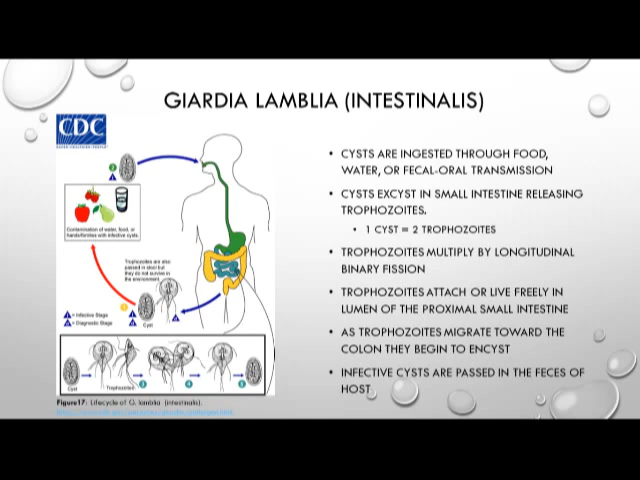 GIARDIA LAMBLIA (INTESTINALIS)
CDC
• CYSTS ARE INGESTED THROUGH FOOD,
WATER, OR FECAL-ORAL TRANSMISSION
• CYSTS EXCYST IN SMALL INTESTINE RELEASING
TROPHOZOITES.
• 1 CYST = 2 TROPHOZOITES
• TROPHOZOITES MULTIPLY BY LONGITUDINAL
BINARY FISSION
• TROPHOZOITES ATTACH OR LIVE FREELY IN
LUMEN OF THE PROXIMAL SMALL INTESTINE
• AS TROPHOZOITES MIGRATE TOWARD THE
COLON THEY BEGIN TO ENCYST
• INFECTIVE CYSTS ARE PASSED IN THE FECES OF
HOST
Contamination of water, food, or
hands/fomites with infective cysts.
Trophozoites are also
passed in stool but
they do not survive in
the environment.
= Infective Stage
= Diagnostic Stage
Cyst
Cyst
Trophozoites
Cyst
Figure17: Lifecycle of G. lamblia (intestinalis).